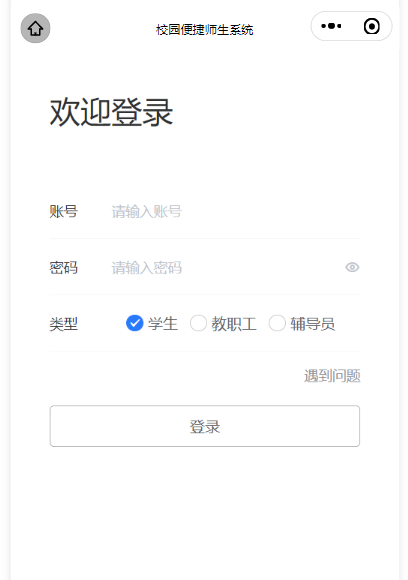 校园便捷师生系统
欢迎登录
账号 请输入账号
密码 请输入密码
类型 学生 教职工 辅导员
遇到问题
登录